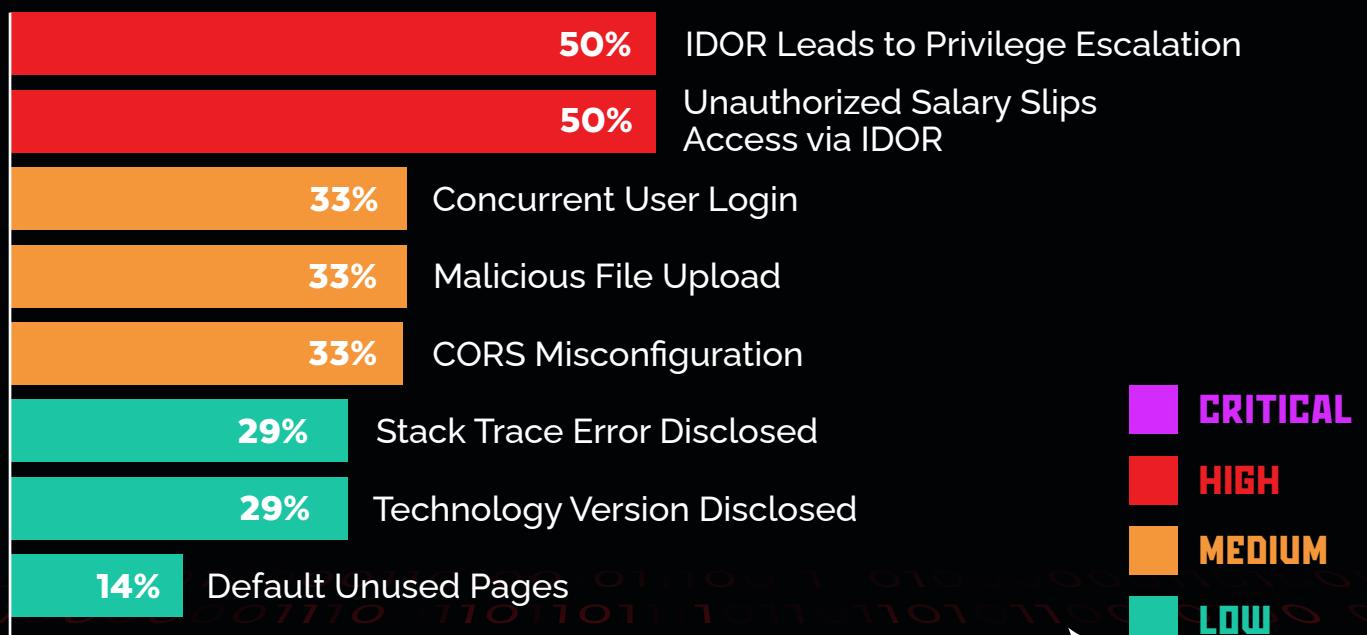 50% IDOR Leads to Privilege Escalation
50% Unauthorized Salary Slips
Access via IDOR
33% Concurrent User Login
33% Malicious File Upload
33% CORS Misconfiguration
29% Stack Trace Error Disclosed
29% Technology Version Disclosed
14% Default Unused Pages
CRITICAL
HIGH
MEDIUM
LOW